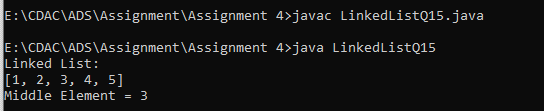 E:\CDAC\ADS\Assignment\Assignment 4>javac LinkedListQ15.java
E:\CDAC\ADS\Assignment\Assignment 4>java LinkedListQ15
Linked List:
[1, 2, 3, 4, 5]
Middle Element = 3